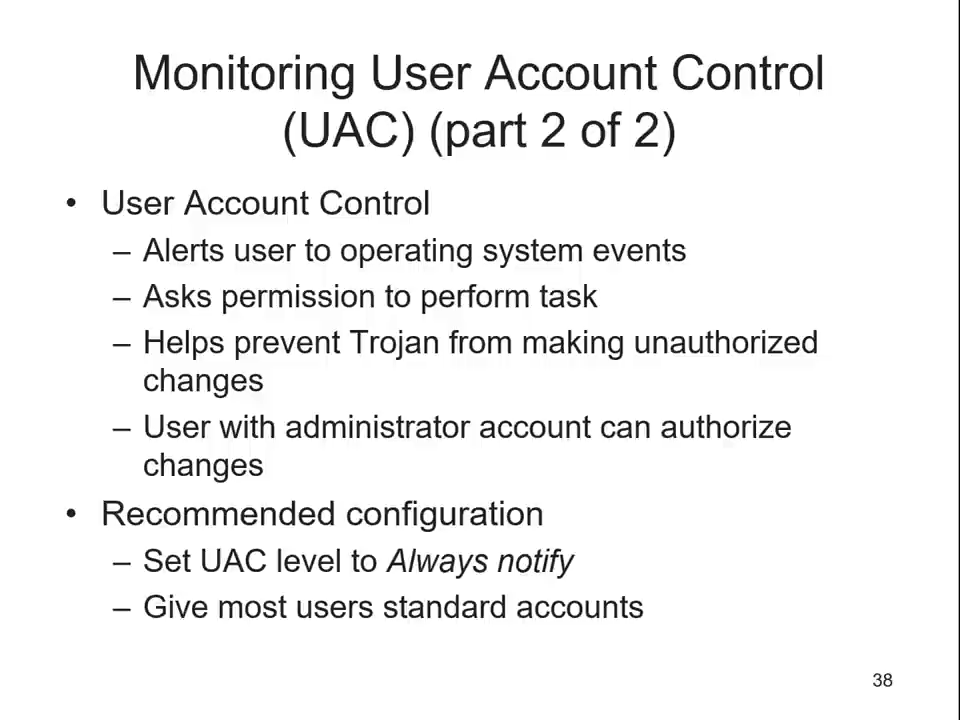 Monitoring User Account Control
(UAC) (part 2 of 2)
• User Account Control
– Alerts user to operating system events
– Asks permission to perform task
– Helps prevent Trojan from making unauthorized
changes
– User with administrator account can authorize
changes
• Recommended configuration
– Set UAC level to Always notify
– Give most users standard accounts
38